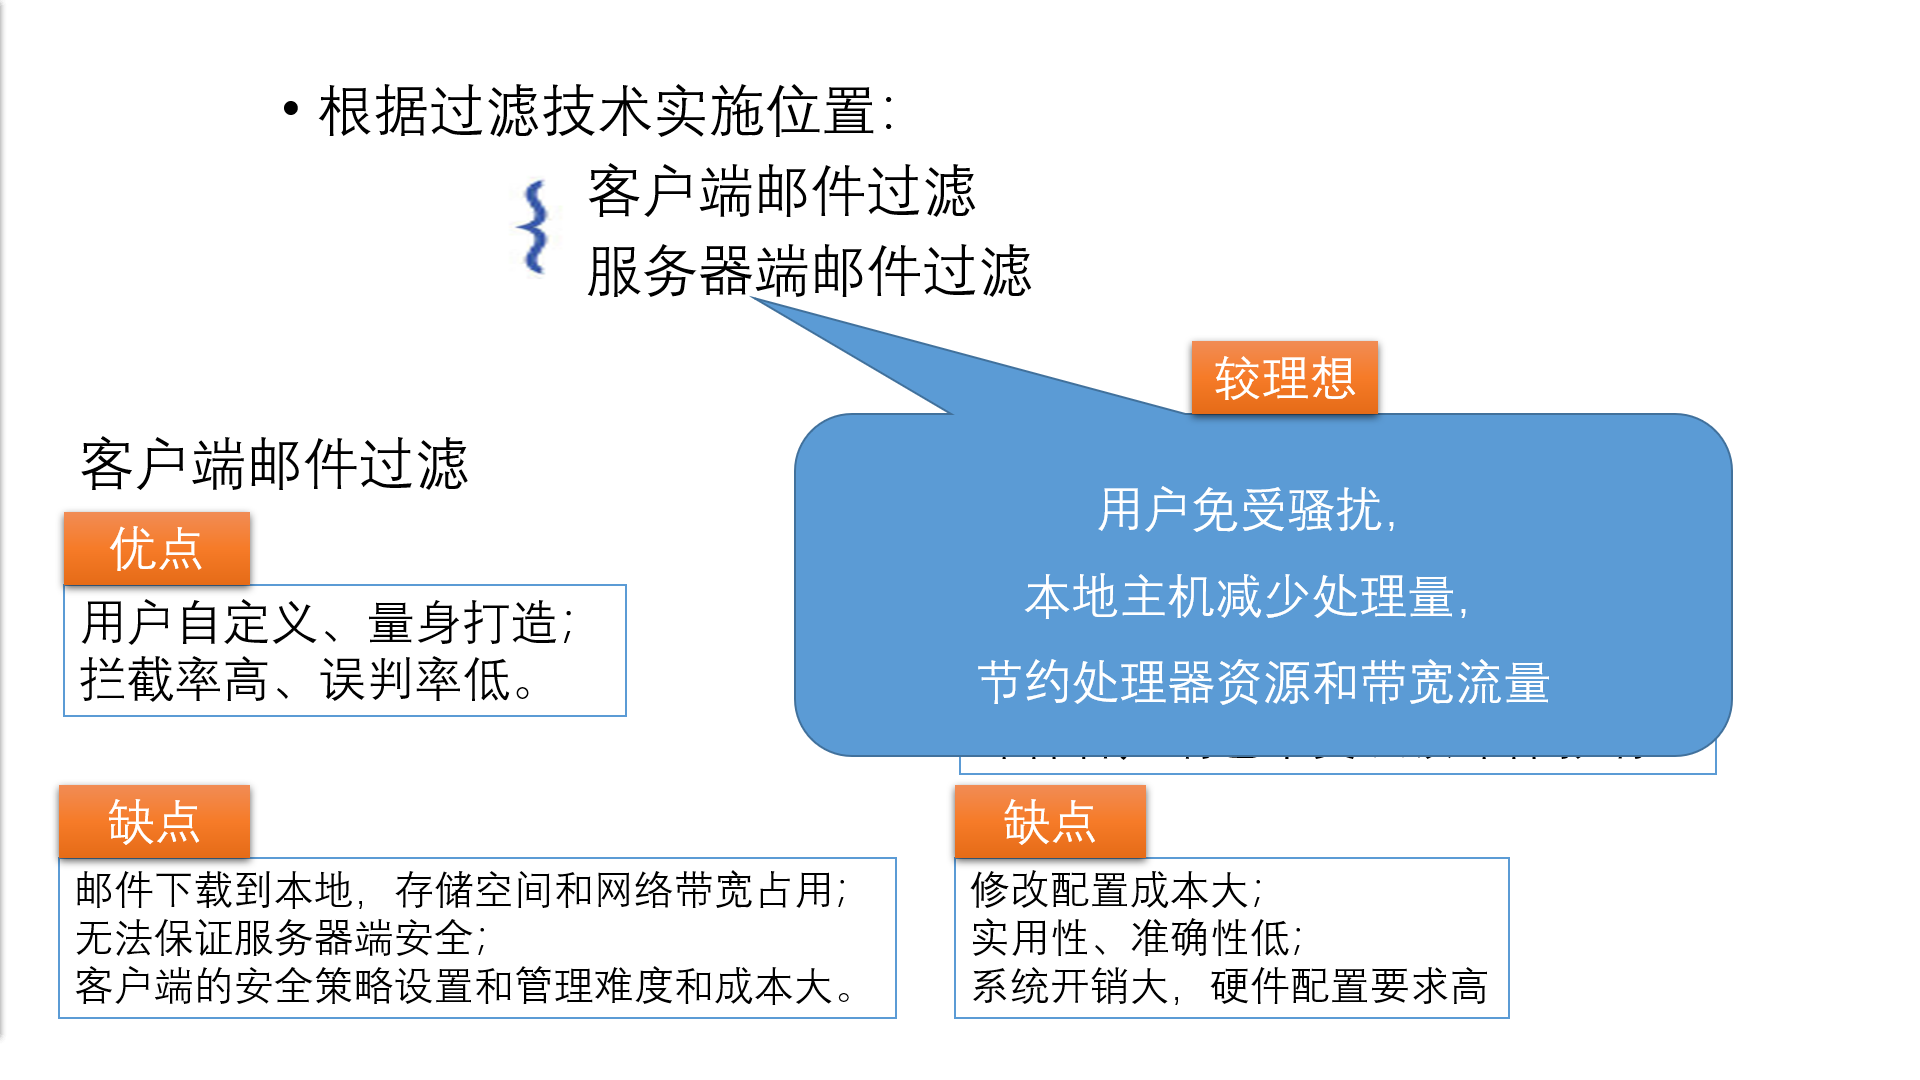 • 根据过滤技术实施位置：
客户端邮件过滤
服务器端邮件过滤
较理想
用户免受骚扰，
本地主机减少处理量，
节约处理器资源和带宽流量
客户端邮件过滤
优点
用户自定义、量身打造；
拦截率高、误判率低。
缺点
邮件下载到本地，存储空间和网络带宽占用；
无法保证服务器端安全；
客户端的安全策略设置和管理难度和成本大。
缺点
修改配置成本大；
实用性、准确性低；
系统开销大，硬件配置要求高